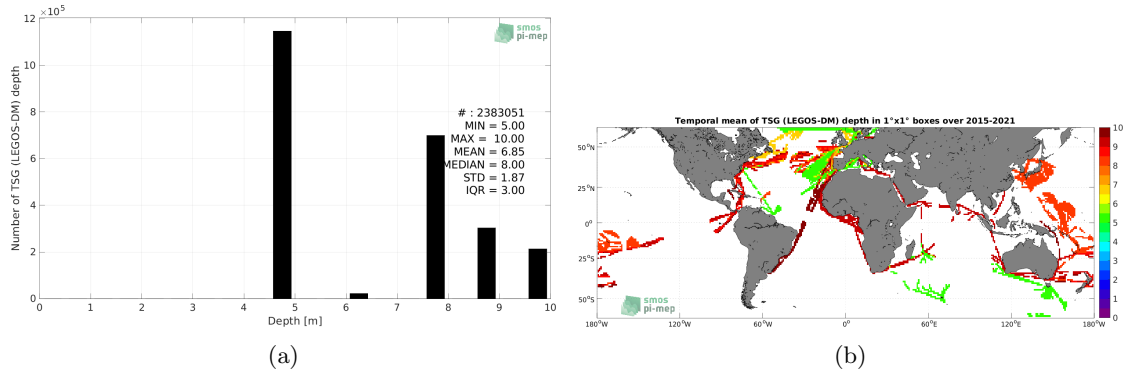 12
×10⁵
10
8
6
4
2
0
Number of TSG (LEGOS-DM) depth
smos
pi-mep
# : 2383051
MIN = 5.00
MAX = 10.00
MEAN = 6.85
MEDIAN = 8.00
STD = 1.87
IQR = 3.00
0 1 2 3 4 5 6 7 8 9 10
Depth [m]
(a)
Temporal mean of TSG (LEGOS-DM) depth in 1°x1° boxes over 2015-2021
50°N
25°N
0°
25°S
50°S
smos
pi-mep
180°W 120°W 60°W 0° 60°E 120°E 180°W
10
9
8
7
6
5
4
3
2
1
0
(b)